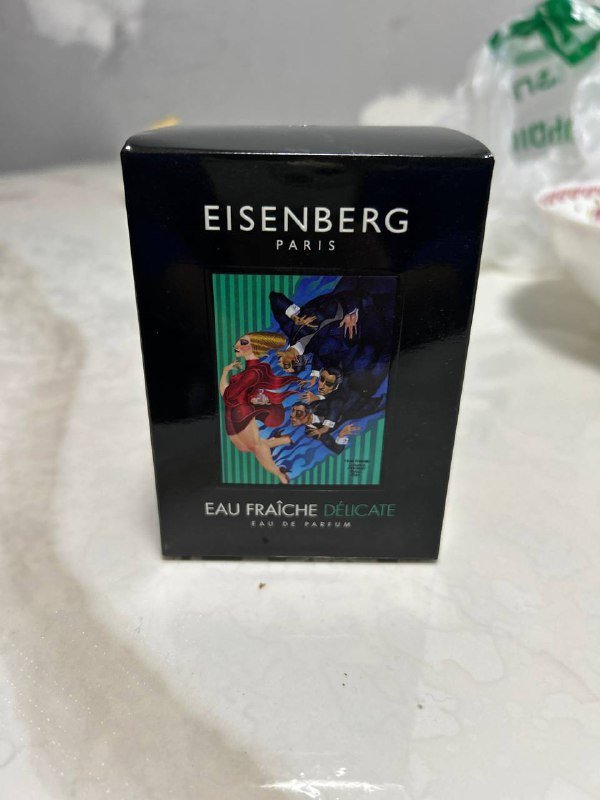 EISENBERG
PARIS
EAU FRAÎCHE DÉLICATE
EAU DE PARFUM